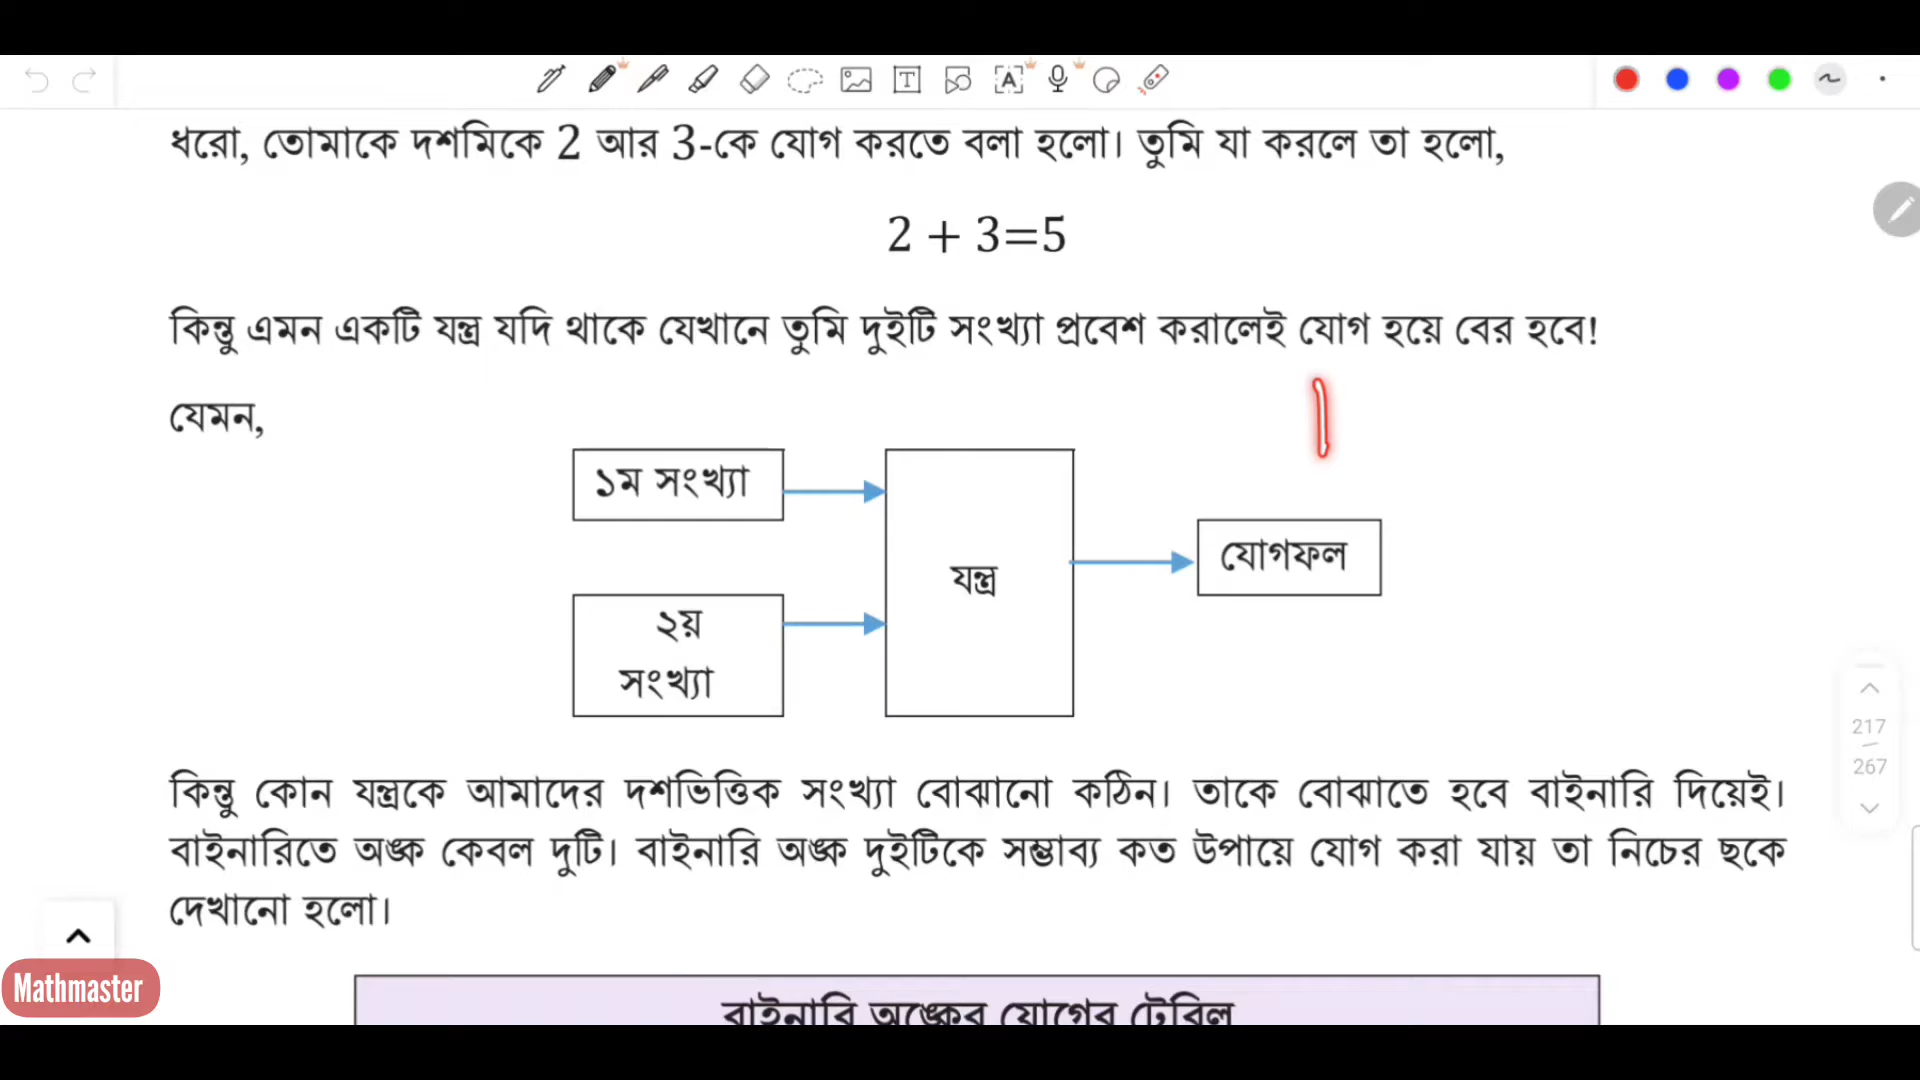 ধরো, তোমাকে দশমিকে 2 আর 3-কে যোগ করতে বলা হলো। তুমি যা করলে তা হলো,
2 + 3=5
কিন্তু এমন একটি যন্ত্র যদি থাকে যেখানে তুমি দুইটি সংখ্যা প্রবেশ করালেই যোগ হয়ে বের হবে!
যেমন,
১ম সংখ্যা
২য়
সংখ্যা
যন্ত্র
যোগফল
217
267
কিন্তু কোন যন্ত্রকে আমাদের দশভিত্তিক সংখ্যা বোঝানো কঠিন। তাকে বোঝাতে হবে বাইনারি দিয়েই।
বাইনারিতে অঙ্ক কেবল দুটি। বাইনারি অঙ্ক দুইটিকে সম্ভাব্য কত উপায়ে যোগ করা যায় তা নিচের ছকে
দেখানো হলো।
Mathmaster
বাইনারি অঙ্কের যোগের টেবিল